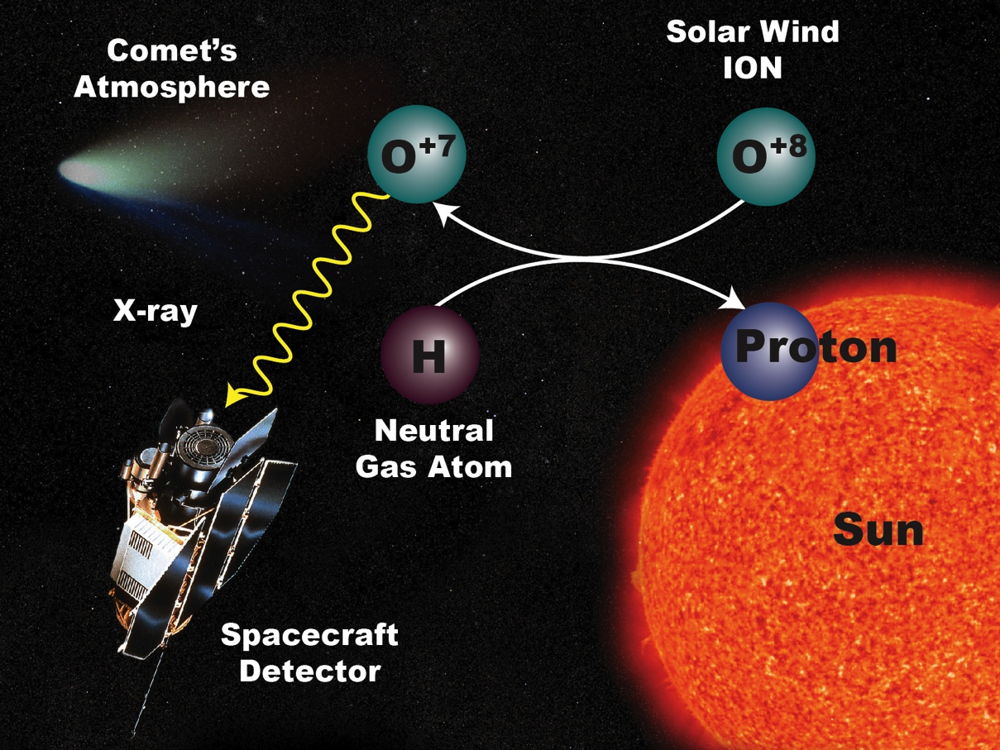 Comet's
Atmosphere
Solar Wind
ION
O+7
O+8
X-ray
H
Proton
Neutral
Gas Atom
Sun
Spacecraft
Detector